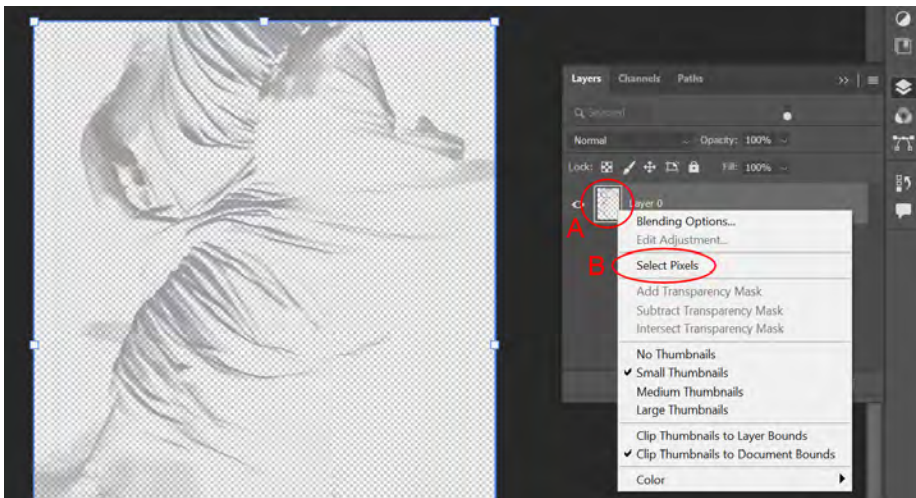 Layers Channels Paths
Normal
Opacity: 100%
Lock:
Fill: 100%
Layer 0
A
Blending Options...
Edit Adjustment...
B
Select Pixels
Add Transparency Mask
Subtract Transparency Mask
Intersect Transparency Mask
No Thumbnails
Small Thumbnails
Medium Thumbnails
Large Thumbnails
Clip Thumbnails to Layer Bounds
Clip Thumbnails to Document Bounds
Color